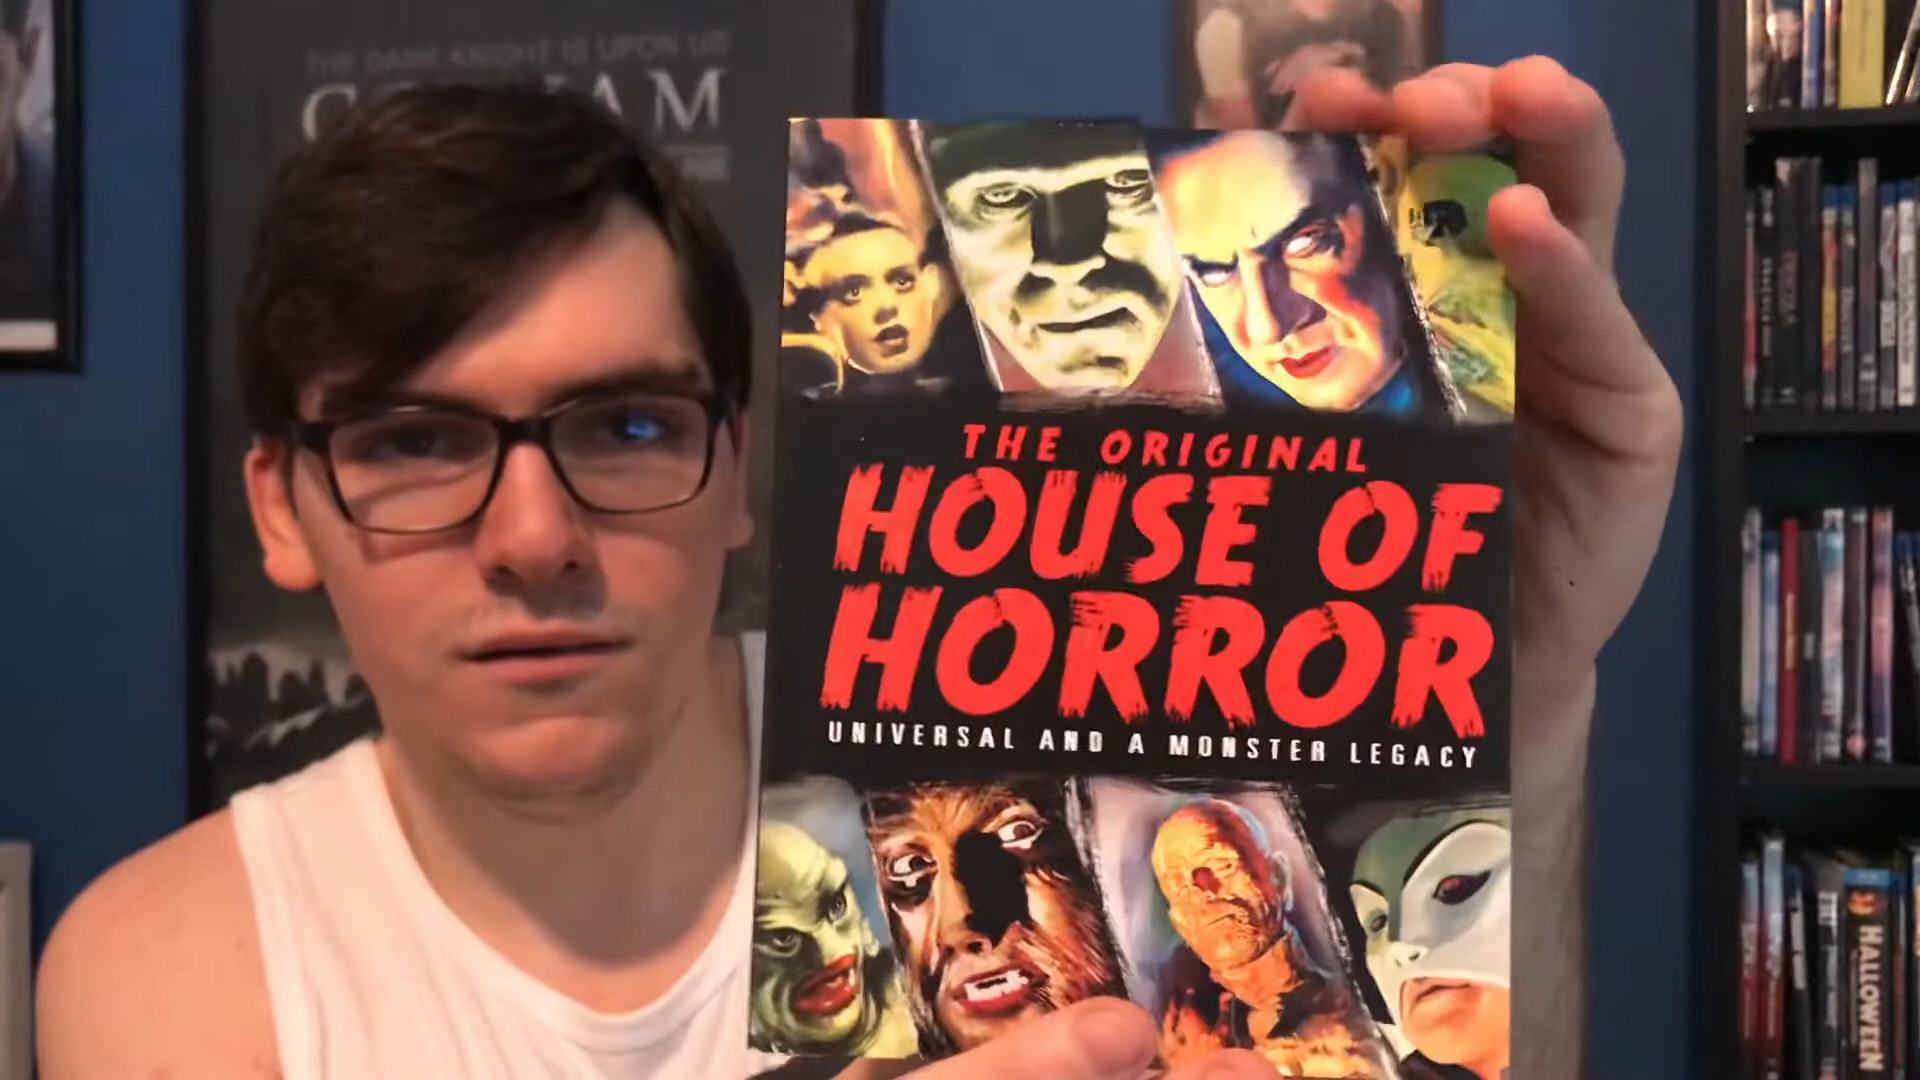 THE DARK KNIGHT IS UPON US
THE ORIGINAL
HOUSE OF
HORROR
UNIVERSAL AND A MONSTER LEGACY
HALLOWEEN